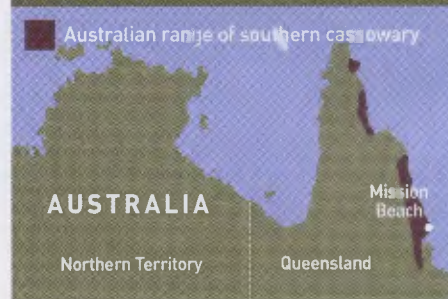 Australian range of southern cassowary
AUSTRALIA
Mission
Beach
Northern Territory
Queensland